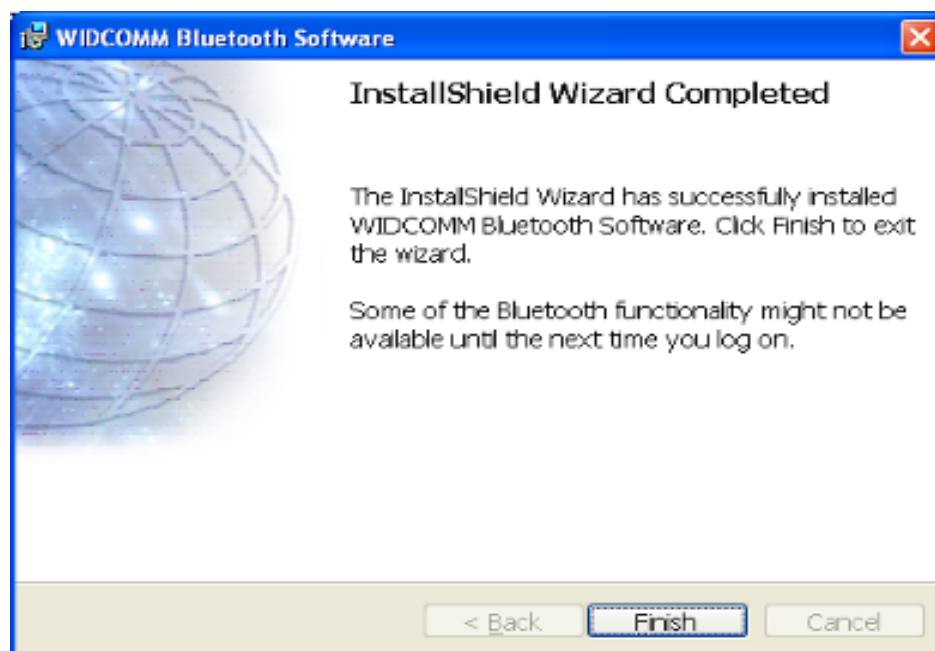 WIDCOMM Bluetooth Software
InstallShield Wizard Completed
The InstallShield Wizard has successfully installed
WIDCOMM Bluetooth Software. Click Finish to exit
the wizard.
Some of the Bluetooth functionality might not be
available until the next time you log on.
< Back
Finish
Cancel